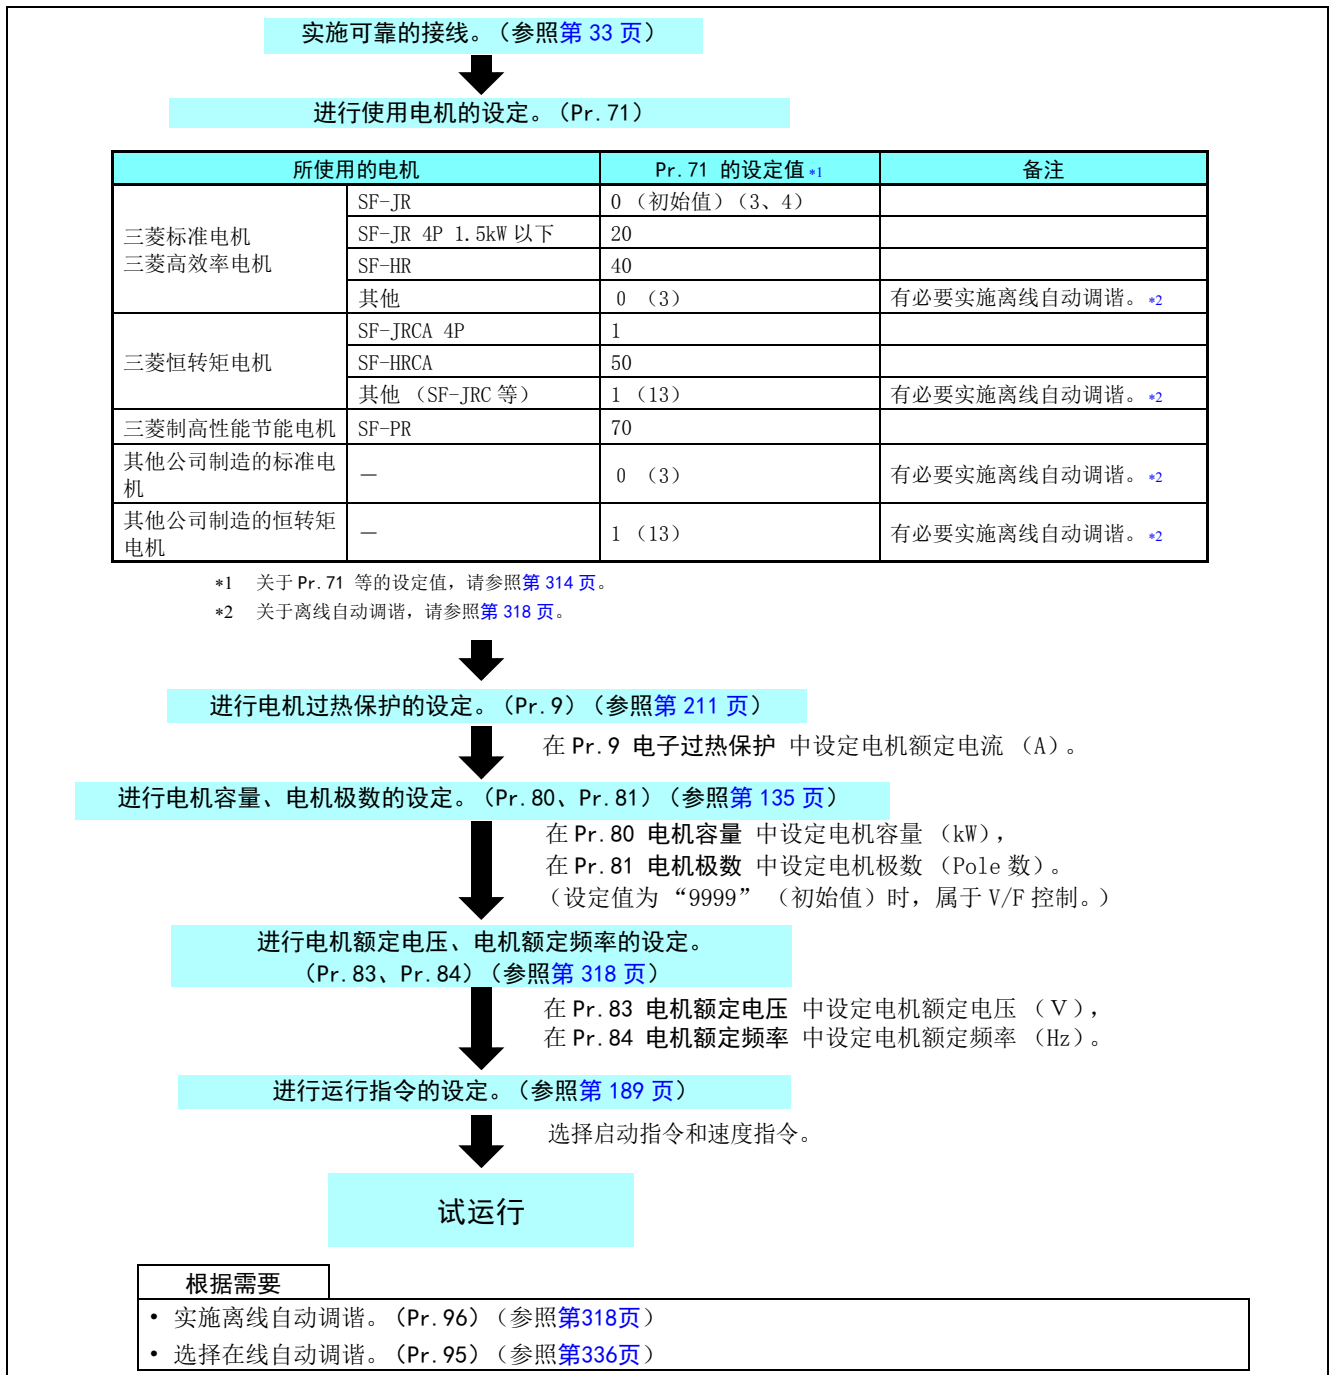 实施可靠的接线。（参照第 33 页）
进行使用电机的设定。（Pr.71）
所使用的电机 Pr.71 的设定值 *1 备注
三菱标准电机
三菱高效率电机
SF-JR 0 （初始值）（3、4）
SF-JR 4P 1.5kW 以下 20
SF-HR 40
其他 0 （3） 有必要实施离线自动调谐。*2
三菱恒转矩电机
SF-JRCA 4P 1
SF-HRCA 50
其他 （SF-JRC 等） 1 （13） 有必要实施离线自动调谐。*2
三菱制高性能节能电机 SF-PR 70
其他公司制造的标准电
机
— 0 （3） 有必要实施离线自动调谐。*2
其他公司制造的恒转矩
电机
— 1 （13） 有必要实施离线自动调谐。*2
*1 关于 Pr.71 等的设定值，请参照第 314 页。
*2 关于离线自动调谐，请参照第 318 页。
进行电机过热保护的设定。（Pr.9）（参照第 211 页）
在 Pr.9 电子过热保护 中设定电机额定电流 （A）。
进行电机容量、电机极数的设定。（Pr.80、Pr.81）（参照第 135 页）
在 Pr.80 电机容量 中设定电机容量 （kW），
在 Pr.81 电机极数 中设定电机极数 （Pole 数）。
（设定值为 “9999” （初始值）时，属于 V/F 控制。）
进行电机额定电压、电机额定频率的设定。
（Pr.83、Pr.84）（参照第 318 页）
在 Pr.83 电机额定电压 中设定电机额定电压 （V），
在 Pr.84 电机额定频率 中设定电机额定频率 （Hz）。
进行运行指令的设定。（参照第 189 页）
选择启动指令和速度指令。
试运行
根据需要
• 实施离线自动调谐。（Pr.96）（参照第318页）
• 选择在线自动调谐。（Pr.95）（参照第336页）